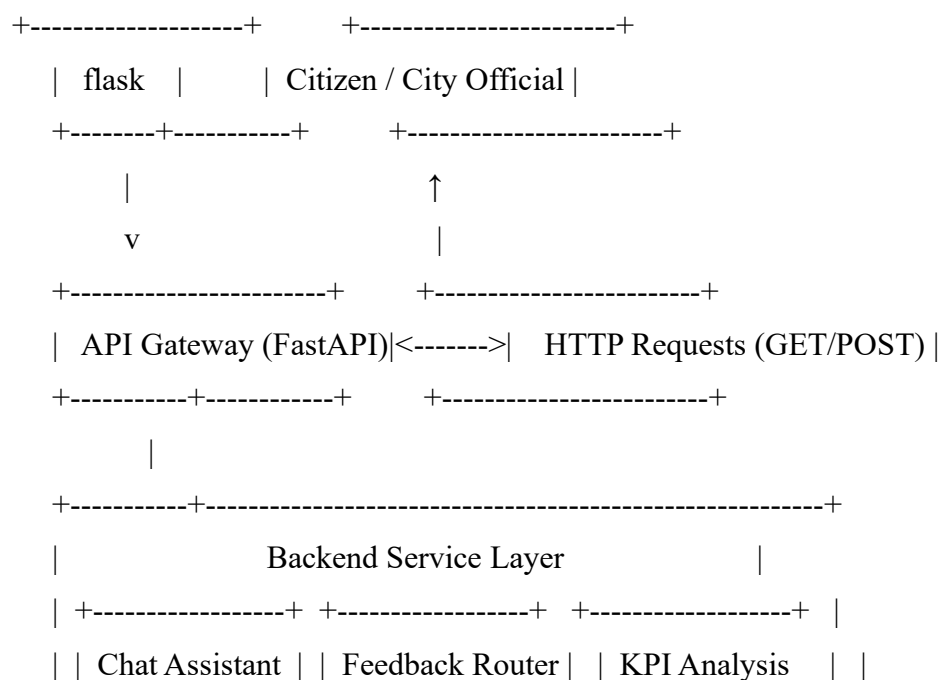 +--------------------+ +------------------------+
| flask | | Citizen / City Official |
+--------+-----------+ +------------------------+
| ↑
v |
+------------------------+ +-------------------------+
| API Gateway (FastAPI)|<------->| HTTP Requests (GET/POST) |
+-----------+------------+ +-------------------------+
|
+-----------+----------------------------------------------------------+
| Backend Service Layer |
| +------------------+ +------------------+ +-------------------+ |
| | Chat Assistant | | Feedback Router | | KPI Analysis | |